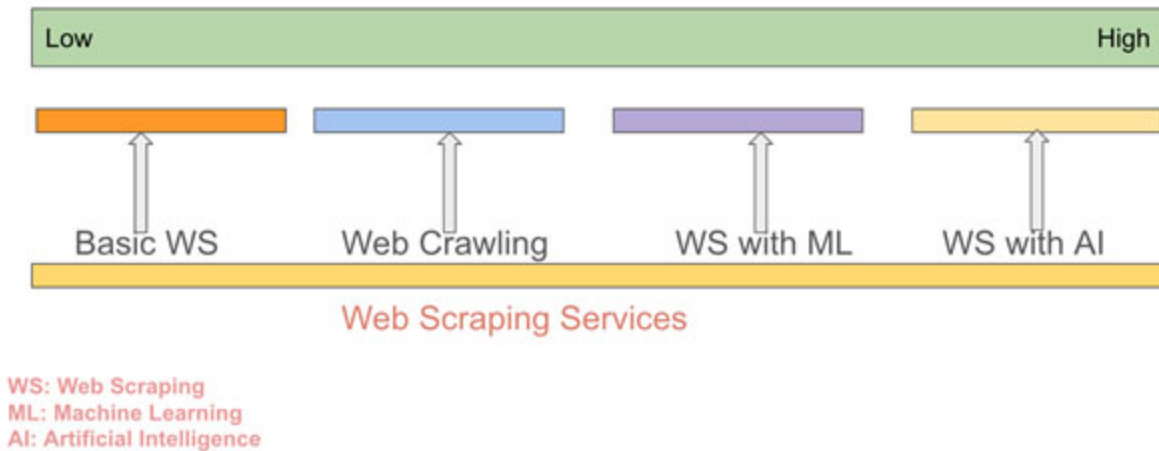 Low High
Basic WS Web Crawling WS with ML WS with AI
Web Scraping Services
WS: Web Scraping
ML: Machine Learning
AI: Artificial Intelligence